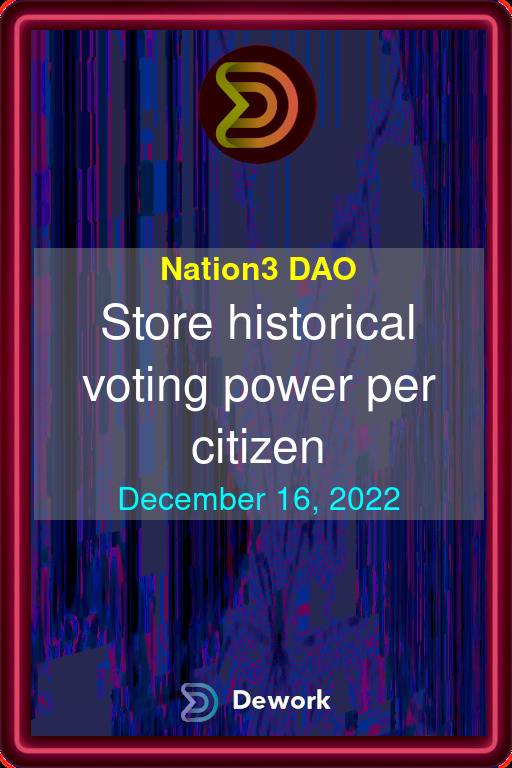 Nation3 DAO
Store historical
voting power per
citizen
December 16, 2022
Dework